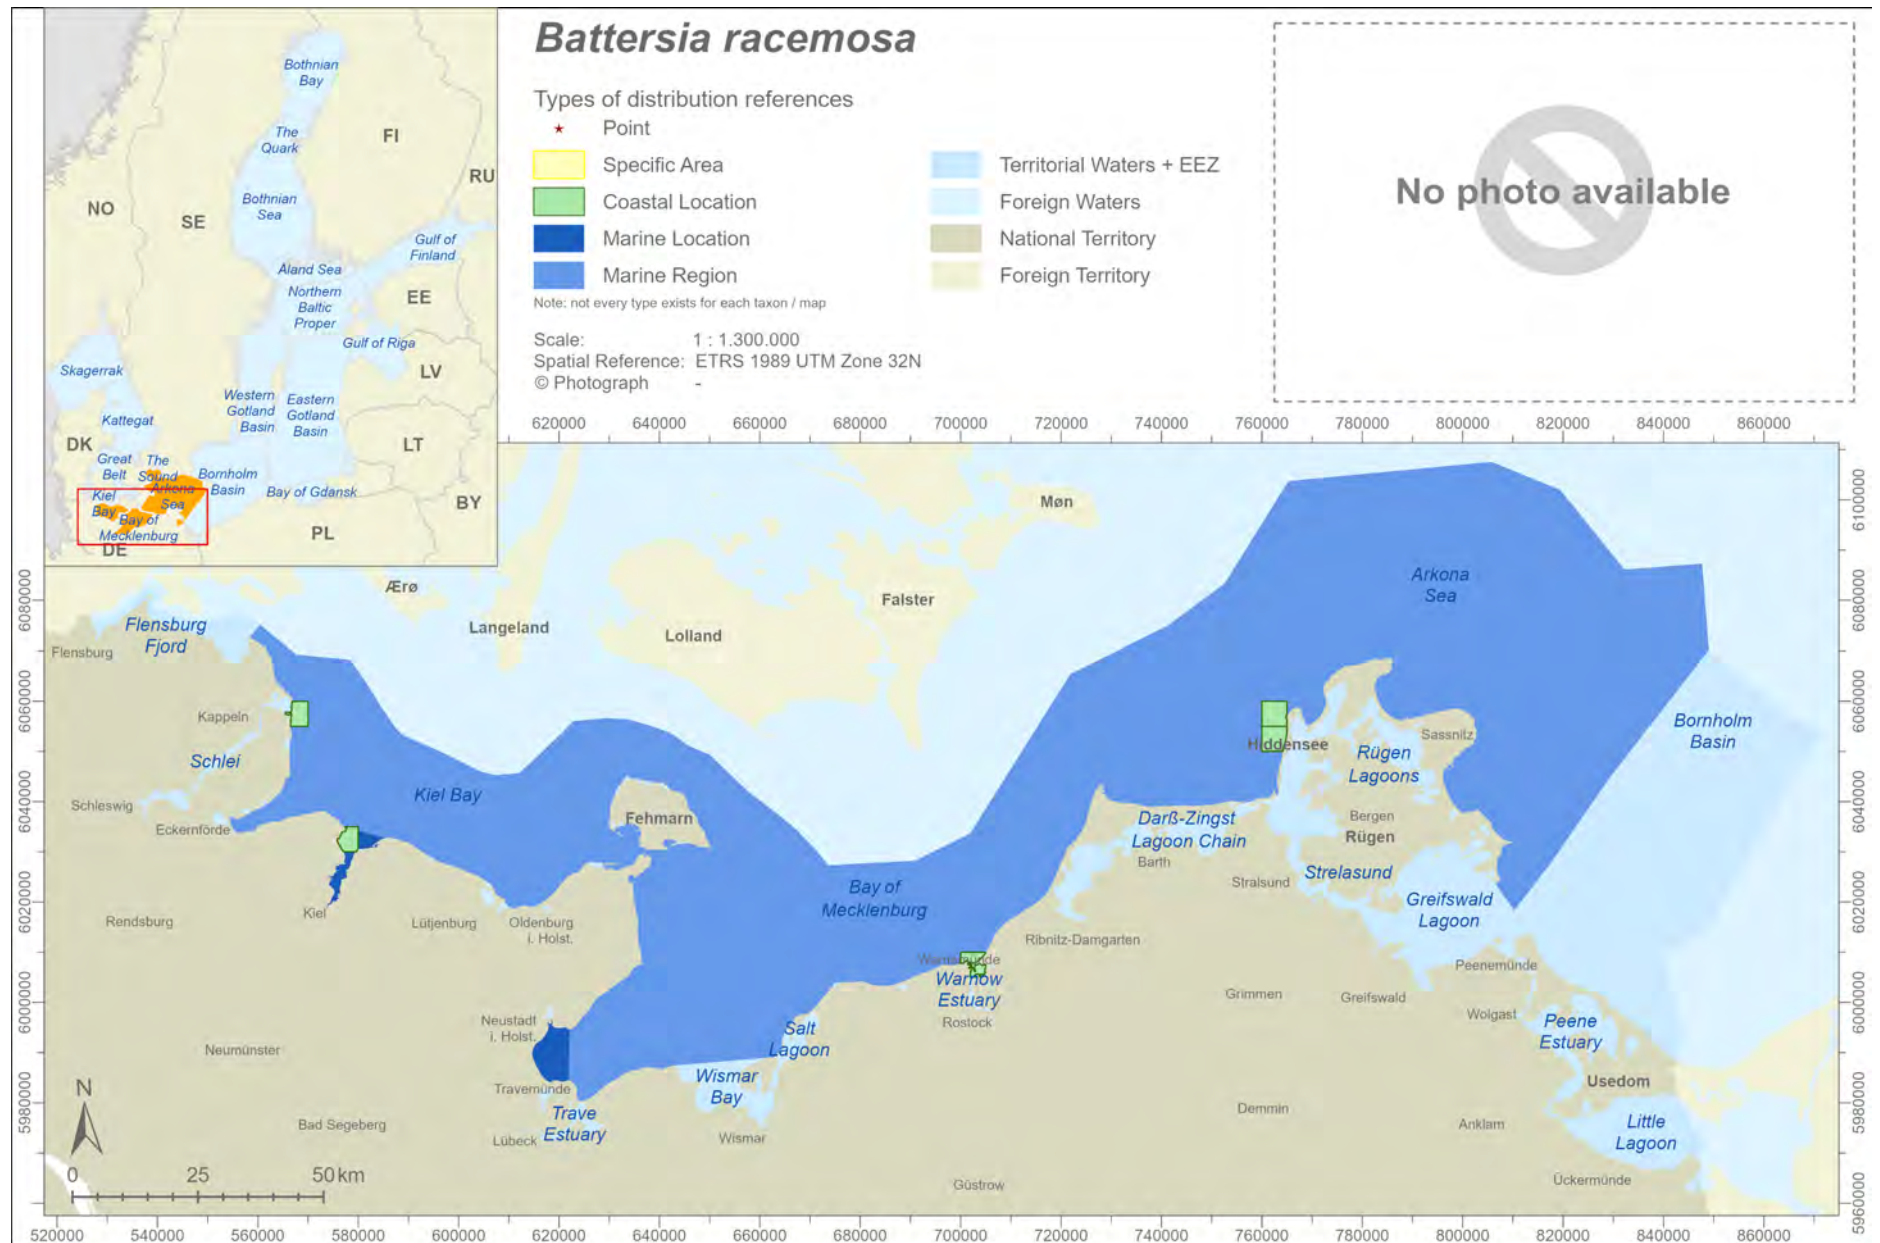 Battersia racemosa
Types of distribution references
Point
Specific Area
Coastal Location
Marine Location
Marine Region
Note: not every type exists for each taxon / map
Territorial Waters + EEZ
Foreign Waters
National Territory
Foreign Territory
Scale: 1 : 1.300.000
Spatial Reference: ETRS 1989 UTM Zone 32N
© Photograph -
No photo available
Bothnian
Bay
The
Quark
FI
RU
Bothnian
Sea
NO
SE
Gulf of
Finland
Åland Sea
Northern
Baltic
Proper
EE
Gulf of Riga
Skagerrak
LV
Western
Gotland
Basin
Eastern
Gotland
Basin
Kattegat
DK
LT
Great
Belt
The
Sound
Arkona
Sea
Bornholm
Basin
Bay of Gdansk
Kiel
Bay
Bay of
Mecklenburg
BY
PL
DE
620000 640000 660000 680000 700000 720000 740000 760000 780000 800000 820000 840000 860000
6100000
6080000
6060000
6040000
6020000
6000000
5980000
5960000
6080000
6060000
6040000
6020000
6000000
5980000
Møn
Ærø
Langeland
Lolland
Falster
Arkona
Sea
Flensburg
Fjord
Flensburg
Kappeln
Schlei
Schleswig
Eckernförde
Kiel Bay
Fehmarn
Hiddensee
Rügen
Lagoons
Sassnitz
Bornholm
Basin
Bergen
Rügen
Darß-Zingst
Lagoon Chain
Barth
Stralsund
Strelasund
Greifswald
Lagoon
Bay of
Mecklenburg
Rendsburg
Kiel
Lütjenburg
Oldenburg
i. Holst.
Ribnitz-Damgarten
Warnemünde
Warnow
Estuary
Rostock
Peenemünde
Grimmen
Greifswald
Wolgast
Peene
Estuary
Usedom
Neumünster
Neustadt
i. Holst.
Salt
Lagoon
Wismar
Bay
Travemünde
Trave
Estuary
Bad Segeberg
Lübeck
Wismar
Demmin
Anklam
Little
Lagoon
Ückermünde
Güstrow
N
0 25 50 km
520000 540000 560000 580000 600000 620000 640000 660000 680000 700000 720000 740000 760000 780000 800000 820000 840000 860000